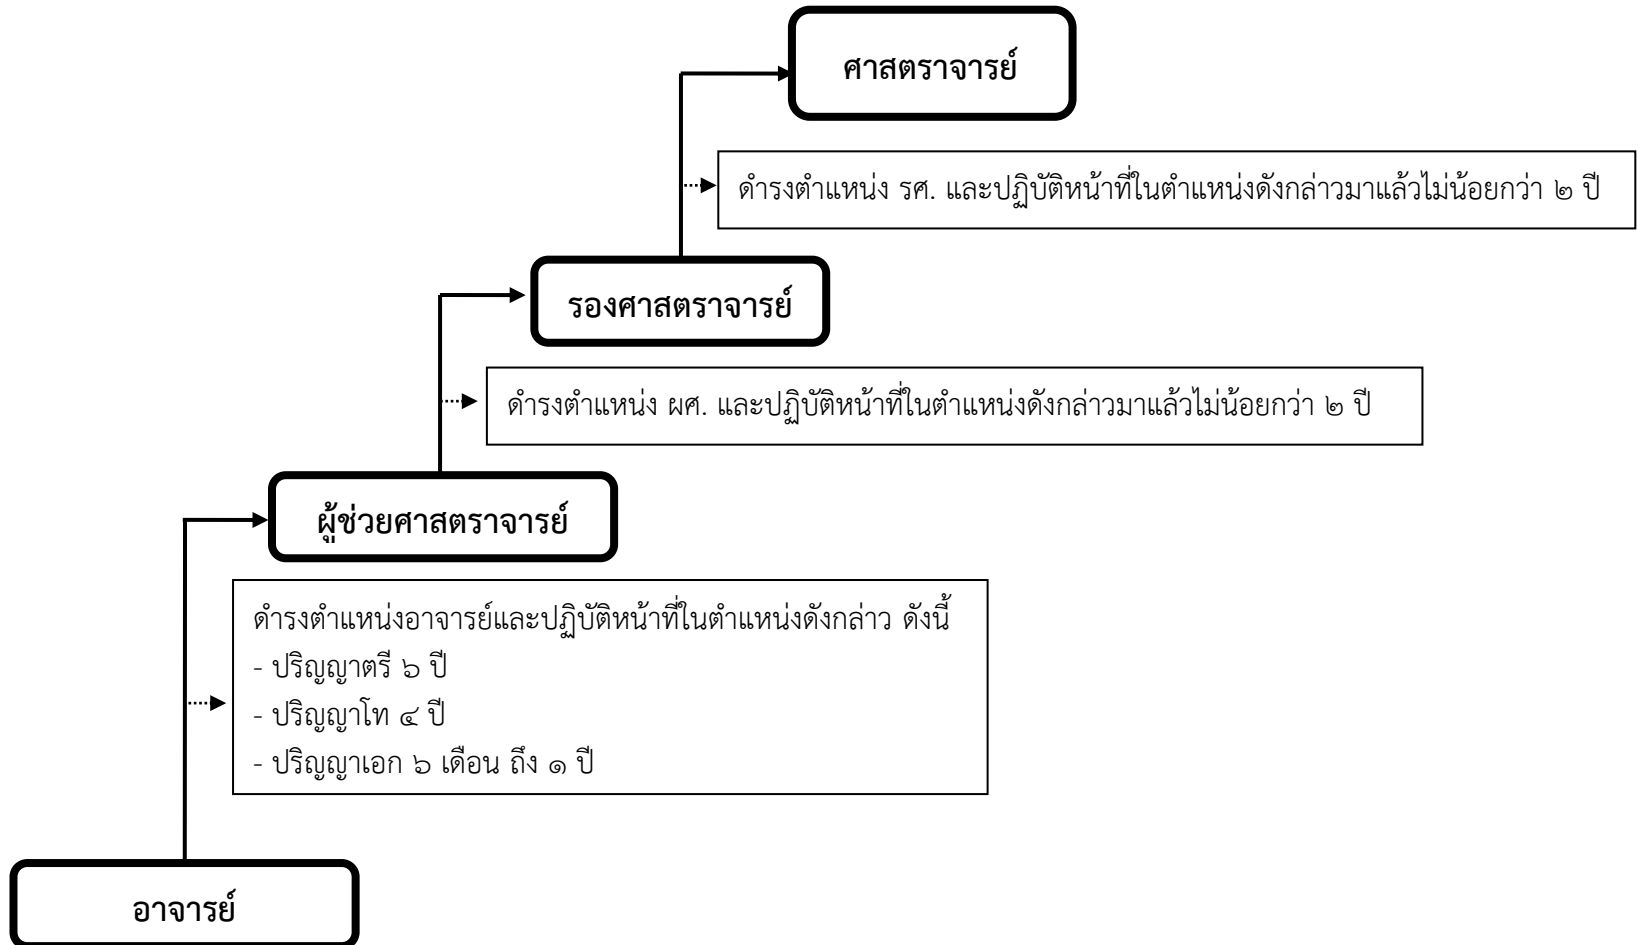 ศาสตราจารย์
ดำรงตำแหน่ง รศ. และปฏิบัติหน้าที่ในตำแหน่งดังกล่าวมาแล้วไม่น้อยกว่า ๒ ปี
รองศาสตราจารย์
ดำรงตำแหน่ง ผศ. และปฏิบัติหน้าที่ในตำแหน่งดังกล่าวมาแล้วไม่น้อยกว่า ๒ ปี
ผู้ช่วยศาสตราจารย์
ดำรงตำแหน่งอาจารย์และปฏิบัติหน้าที่ในตำแหน่งดังกล่าว ดังนี้
- ปริญญาตรี ๖ ปี
- ปริญญาโท ๔ ปี
- ปริญญาเอก ๖ เดือน ถึง ๑ ปี
อาจารย์